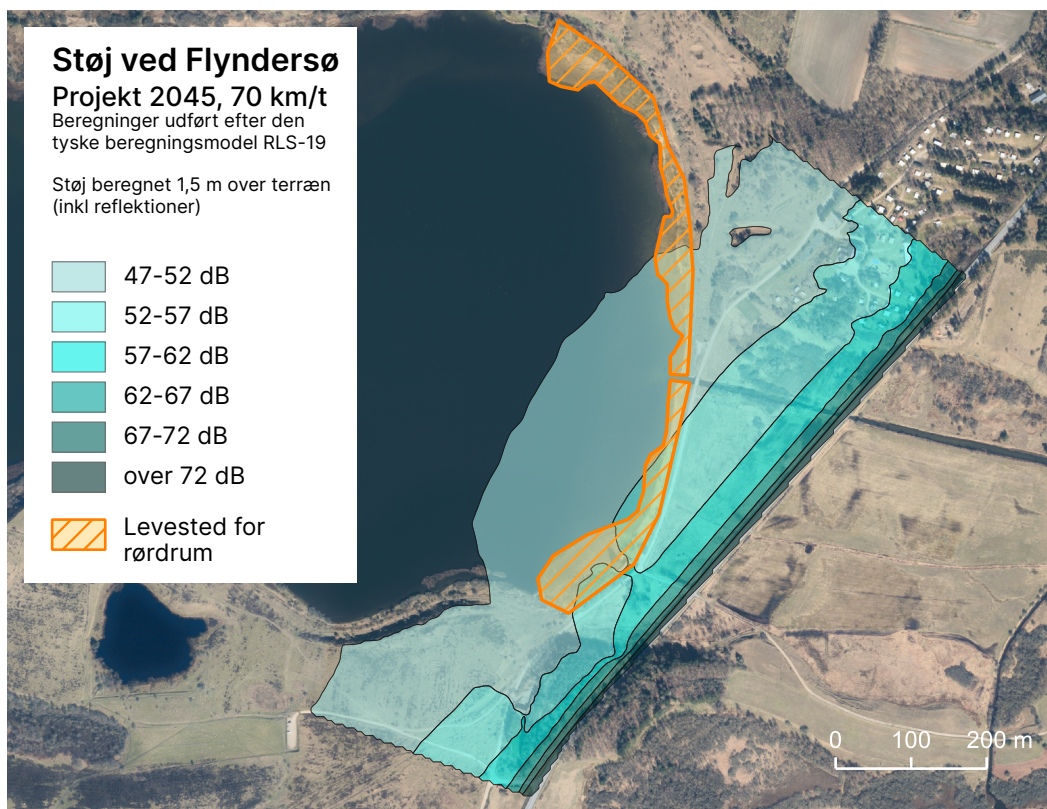 Støj ved Flyndersø
Projekt 2045, 70 km/t
Beregninger udført efter den
tyske beregningsmodel RLS-19
Støj beregnet 1,5 m over terræn
(inkl reflektioner)
47-52 dB
52-57 dB
57-62 dB
62-67 dB
67-72 dB
over 72 dB
Levested for
rørdrum
0 100 200 m